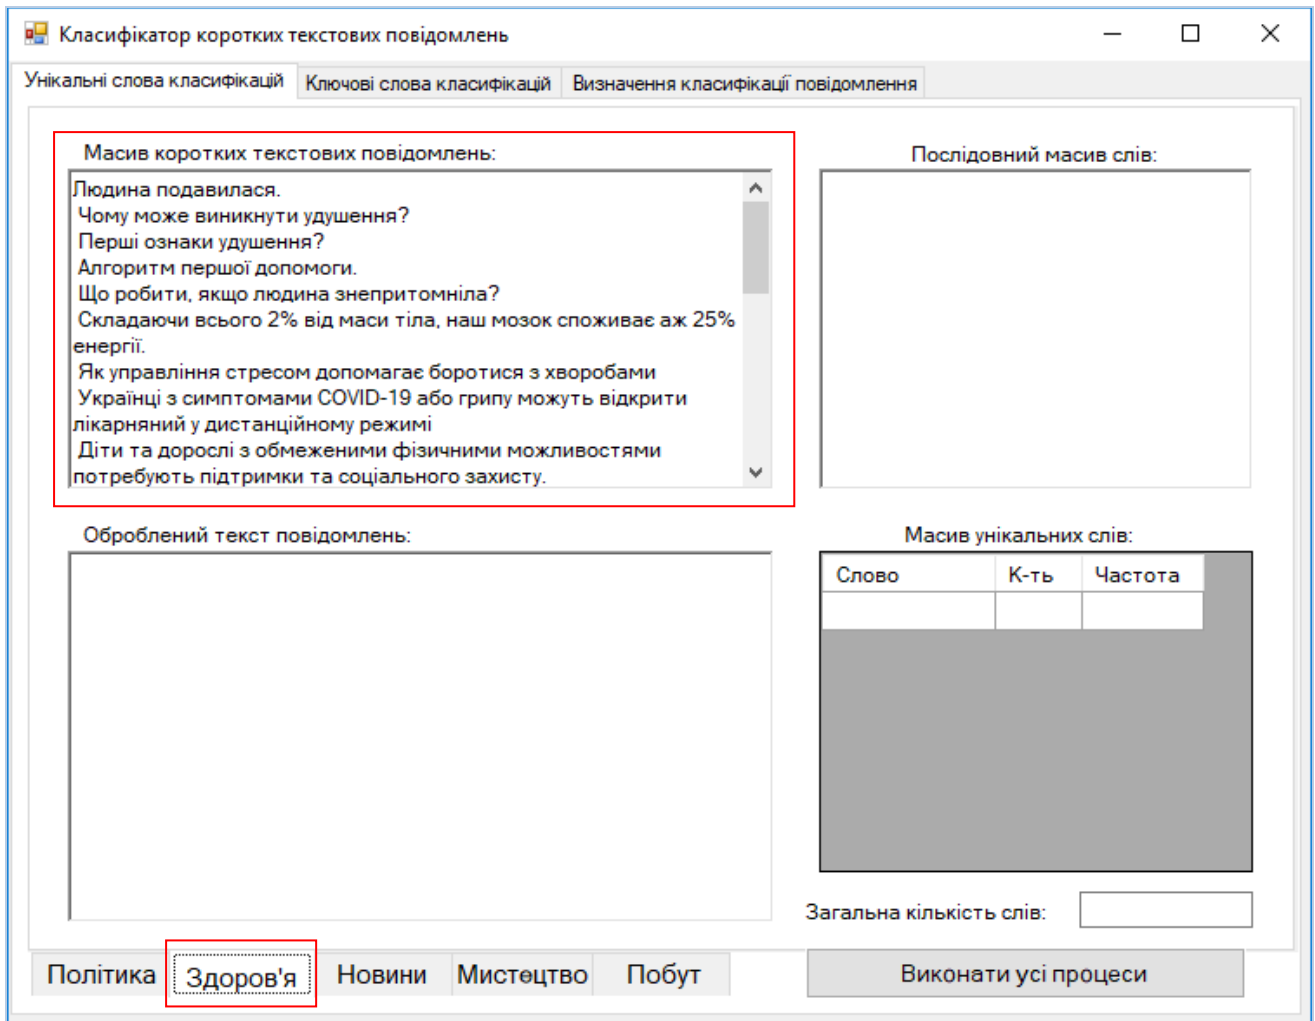 Класифікатор коротких текстових повідомлень
Унікальні слова класифікацій Ключові слова класифікацій Визначення класифікації повідомлення
Масив коротких текстових повідомлень:
Людина подавилася.
Чому може виникнути удушення?
Перші ознаки удушення?
Алгоритм першої допомоги.
Що робити, якщо людина знепритомніла?
Складаючи всього 2% від маси тіла, наш мозок споживає аж 25%
енергії.
Як управління стресом допомагає боротися з хворобами
Українці з симптомами COVID-19 або грипу можуть відкрити
лікарняний у дистанційному режимі
Діти та дорослі з обмеженими фізичними можливостями
потребують підтримки та соціального захисту.
Послідовний масив слів:
Оброблений текст повідомлень:
Масив унікальних слів:
Слово К-ть Частота
Загальна кількість слів:
Політика Здоров'я Новини Мистецтво Побут
Виконати усі процеси